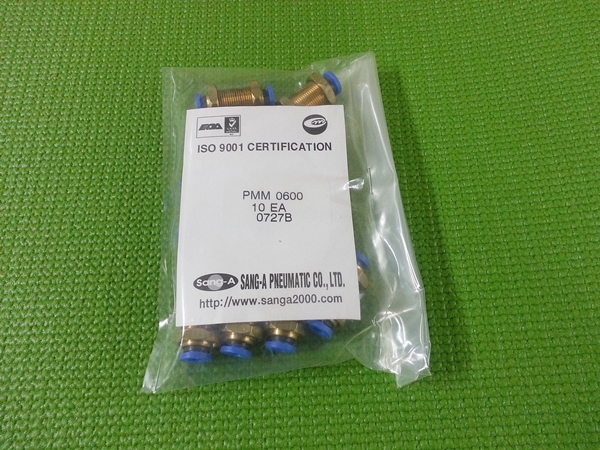 ISO 9001 CERTIFICATION
PMM 0600
10 EA
0727B
Sang-A SANG-A PNEUMATIC CO., LTD.
http://www.sanga2000.com